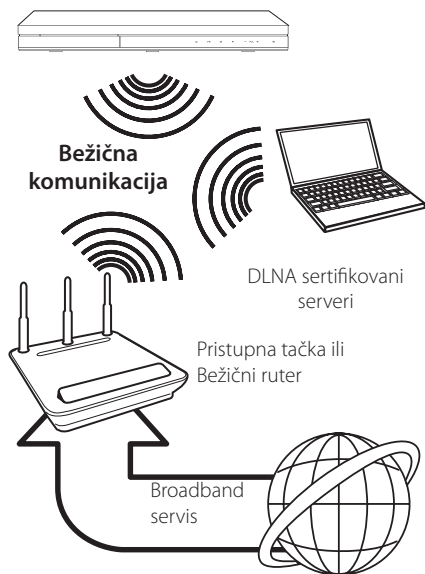 Bežična
komunikacija
DLNA sertifikovani
serveri
Pristupna tačka ili
Bežični ruter
Broadband
servis